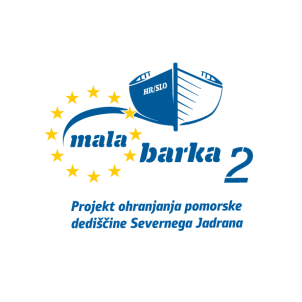 HR/SLO
mala
barka 2
Projekt ohranjanja pomorske
dediščine Severnega Jadrana